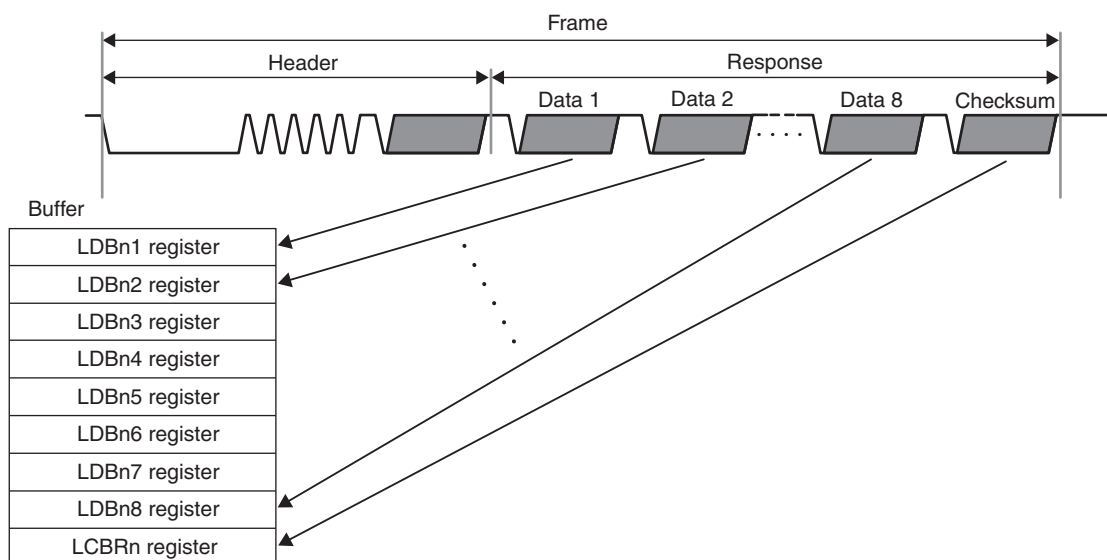 Frame
Header
Response
Data 1
Data 2
Data 8
Checksum
Buffer
LDBn1 register
LDBn2 register
LDBn3 register
LDBn4 register
LDBn5 register
LDBn6 register
LDBn7 register
LDBn8 register
LCBRn register